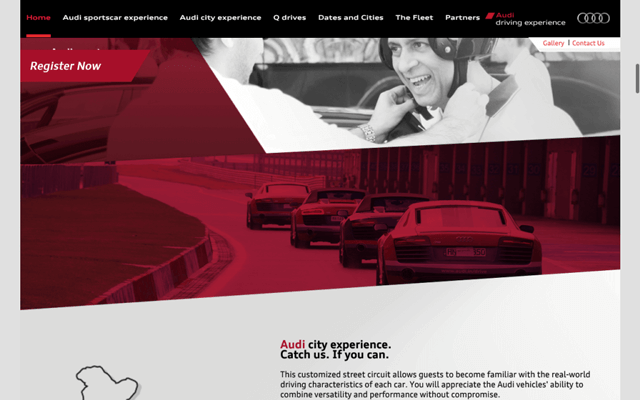 Home Audi sportscar experience Audi city experience Q drives Dates and Cities The Fleet Partners Audi
driving experience
Gallery | Contact Us
Register Now
Audi city experience.
Catch us. If you can.
This customized street circuit allows guests to become familiar with the real-world
driving characteristics of each car. You will appreciate the Audi vehicles' ability to
combine versatility and performance without compromise.